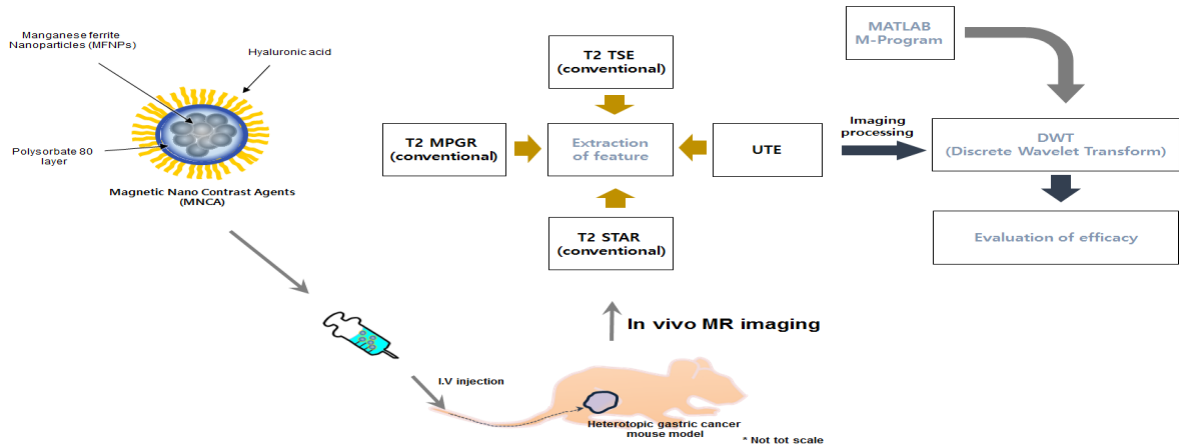 Manganese ferrite
Nanoparticles (MFNPs)
Hyaluronic acid
Polysorbate 80
layer
Magnetic Nano Contrast Agents
(MNCA)
T2 TSE
(conventional)
T2 MPGR
(conventional)
Extraction
of feature
UTE
T2 STAR
(conventional)
MATLAB
M-Program
Imaging
processing
DWT
(Discrete Wavelet Transform)
Evaluation of efficacy
In vivo MR imaging
I.V injection
Heterotopic gastric cancer
mouse model
* Not tot scale